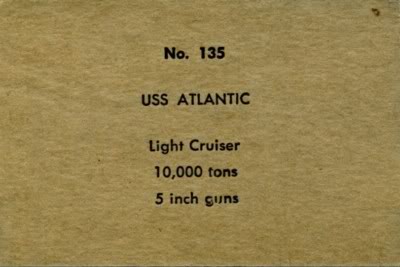 No. 135
USS ATLANTIC
Light Cruiser
10,000 tons
5 inch guns